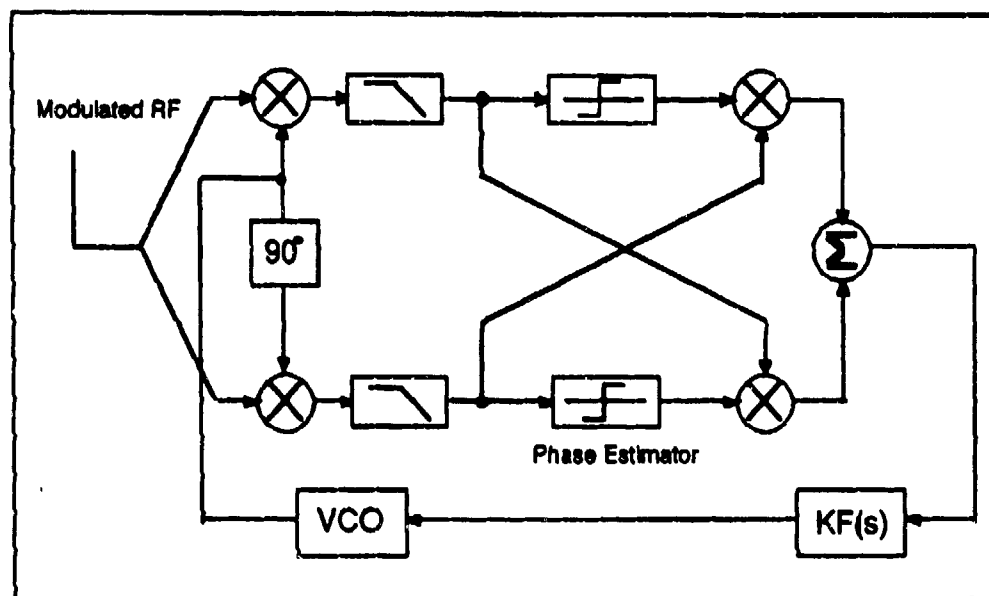 Modulated RF
90°
Σ
Phase Estimator
VCO
KF(s)